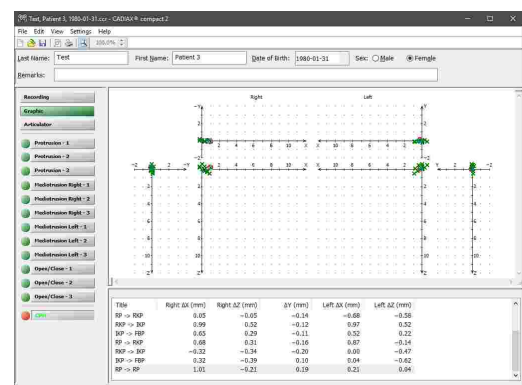 Test, Patient 3, 1980-01-31.ccr - CADIAX® compact 2
File Edit View Settings Help
100.0%
Last Name: Test First Name: Patient 3 Date of Birth: 1980-01-31 Sex: Male Female
Remarks:
Recording
Graphic
Articulator
Protrusion - 1
Protrusion - 2
Protrusion - 2
Mediotrusion Right - 1
Mediotrusion Right - 2
Mediotrusion Right - 3
Mediotrusion Left - 1
Mediotrusion Left - 2
Mediotrusion Left - 3
Open/Close - 1
Open/Close - 2
Open/Close - 3
CPM
Right Left
Title Right ΔX (mm) Right ΔZ (mm) ΔY (mm) Left ΔX (mm) Left ΔZ (mm)
RP -> RKP 0.05 -0.05 -0.14 -0.68 -0.58
RKP -> IKP 0.99 0.52 -0.12 0.97 0.52
IKP -> FBP 0.65 0.29 -0.11 0.52 0.22
RP -> RKP 0.68 0.31 -0.16 0.87 -0.14
RKP -> IKP -0.32 -0.34 -0.20 0.00 -0.47
IKP -> FBP 0.32 -0.39 0.10 0.04 -0.62
RP -> RP 1.01 -0.21 0.19 0.21 0.04